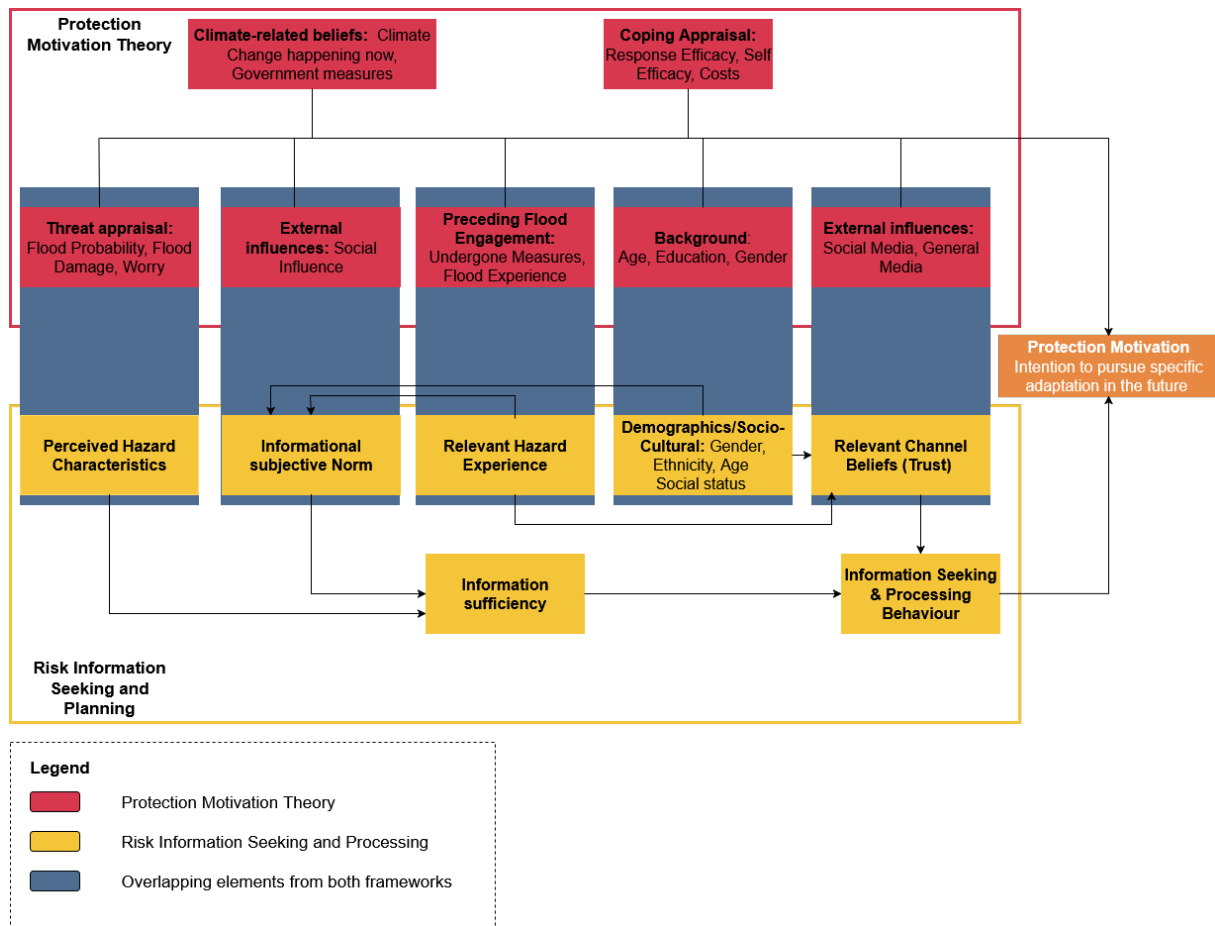 Protection
Motivation Theory
Climate-related beliefs: Climate
Change happening now,
Government measures
Coping Appraisal:
Response Efficacy, Self
Efficacy, Costs
Threat appraisal:
Flood Probability, Flood
Damage, Worry
External
influences: Social
Influence
Preceding Flood
Engagement:
Undergone Measures,
Flood Experience
Background:
Age, Education, Gender
External influences:
Social Media, General
Media
Protection Motivation
Intention to pursue specific
adaptation in the future
Perceived Hazard
Characteristics
Informational
subjective Norm
Relevant Hazard
Experience
Demographics/Socio-
Cultural: Gender,
Ethnicity, Age
Social status
Relevant Channel
Beliefs (Trust)
Information
sufficiency
Information Seeking
& Processing
Behaviour
Risk Information
Seeking and
Planning
Legend
Protection Motivation Theory
Risk Information Seeking and Processing
Overlapping elements from both frameworks